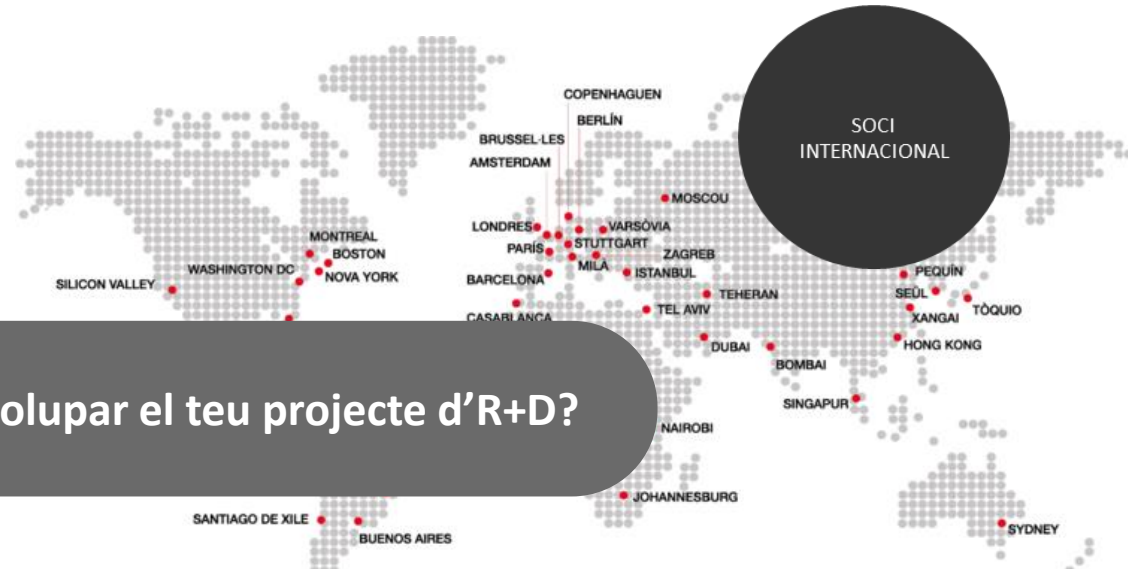 SOCI
INTERNACIONAL
COPENHAGUEN
BERLÍN
BRUSSEL·LES
AMSTERDAM
MOSCOU
LONDRES
VARSÒVIA
MONTREAL
BOSTON
PARÍS
STUTTGART
ZAGREB
WASHINGTON DC
NOVA YORK
MILÀ
ISTANBUL
PEQUÍN
SILICON VALLEY
BARCELONA
TEHERAN
SEÜL
TÒQUIO
CASABLANCA
TEL AVIV
XANGAI
DUBAI
HONG KONG
BOMBAI
SINGAPUR
olupar el teu projecte d’R+D?
NAIROBI
JOHANNESBURG
SANTIAGO DE XILE
BUENOS AIRES
SYDNEY